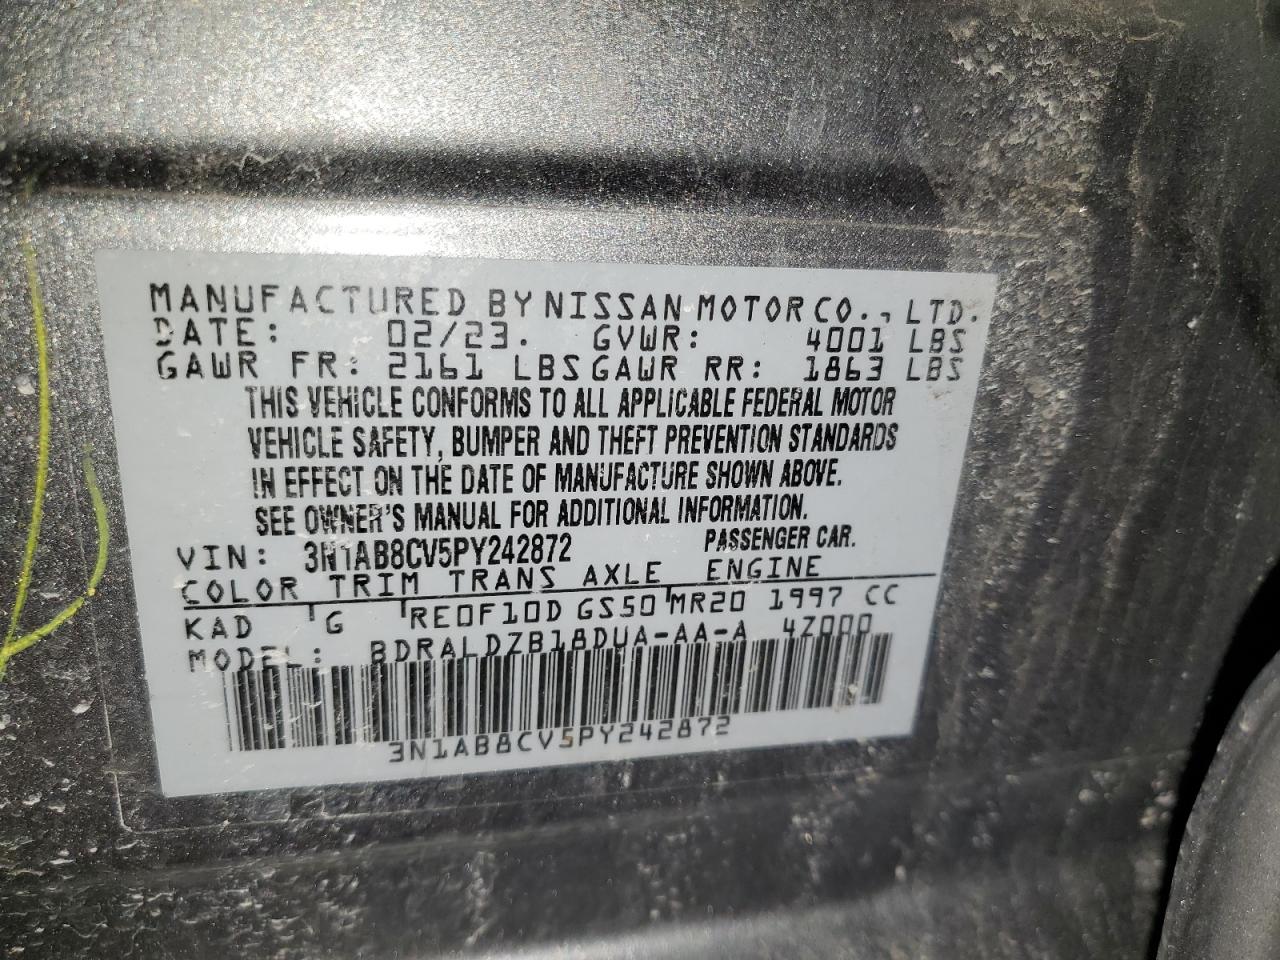 MANUFACTURED BY NISSAN MOTOR CO., LTD.
DATE: 02/23. GVWR: 4001 LBS
GAWR FR: 2161 LBS GAWR RR: 1863 LBS
THIS VEHICLE CONFORMS TO ALL APPLICABLE FEDERAL MOTOR
VEHICLE SAFETY, BUMPER AND THEFT PREVENTION STANDARDS
IN EFFECT ON THE DATE OF MANUFACTURE SHOWN ABOVE.
SEE OWNER'S MANUAL FOR ADDITIONAL INFORMATION.
VIN: 3N1AB8CV5PY242872 PASSENGER CAR.
COLOR TRIM TRANS AXLE ENGINE
KAD G RE0F10D GS50 MR20 1997 CC
MODEL: BDRALDZB18DUA-AA-A 4Z000
3N1AB8CV5PY242872